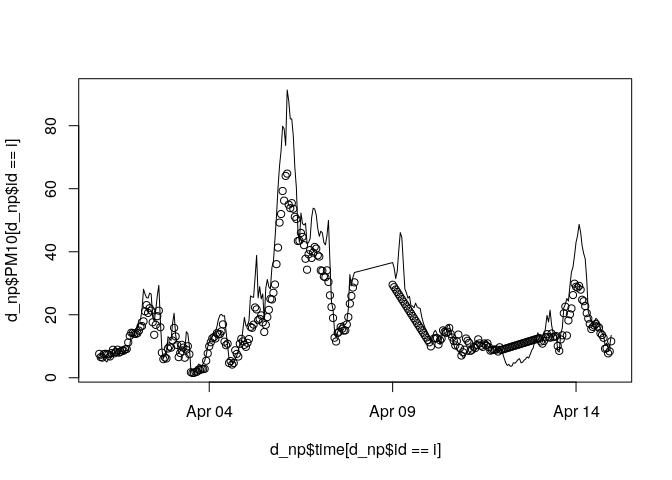 d_np$PM10[d_np$id == i]
80
60
40
20
0
Apr 04
Apr 09
Apr 14
d_np$time[d_np$id == i]